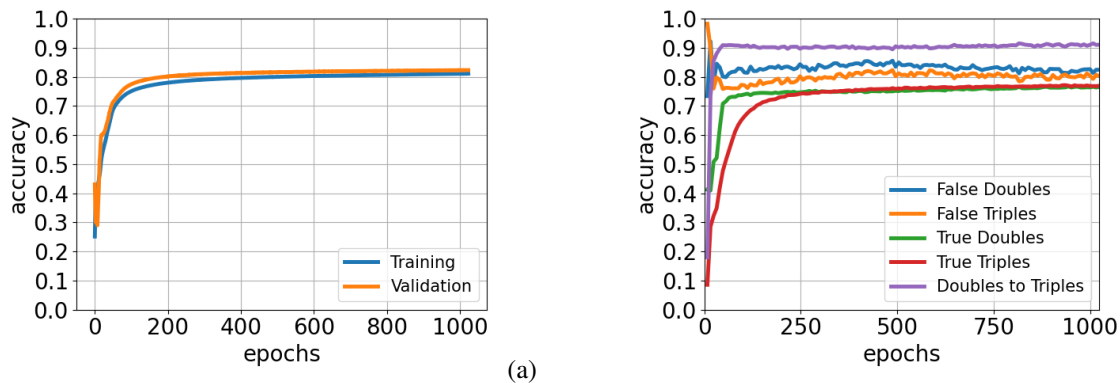 1.0
0.9
0.8
0.7
0.6
0.5
0.4
0.3
0.2
0.1
0.0
accuracy
0 200 400 600 800 1000
epochs
Training
Validation
(a)
1.0
0.9
0.8
0.7
0.6
0.5
0.4
0.3
0.2
0.1
0.0
accuracy
0 250 500 750 1000
epochs
False Doubles
False Triples
True Doubles
True Triples
Doubles to Triples